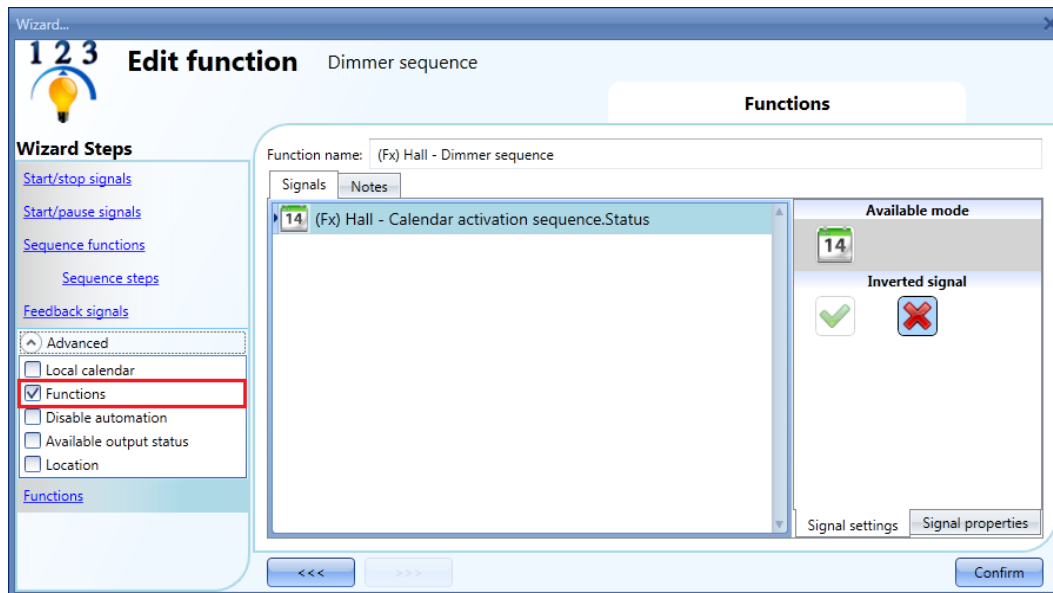 Wizard...
1 2 3
Edit function
Dimmer sequence
Functions
Wizard Steps
Start/stop signals
Start/pause signals
Sequence functions
Sequence steps
Feedback signals
Advanced
Local calendar
Functions
Disable automation
Available output status
Location
Functions
Function name: (Fx) Hall - Dimmer sequence
Signals Notes
14 (Fx) Hall - Calendar activation sequence.Status
Available mode
14
Inverted signal
Signal settings Signal properties
<<< >>> Confirm